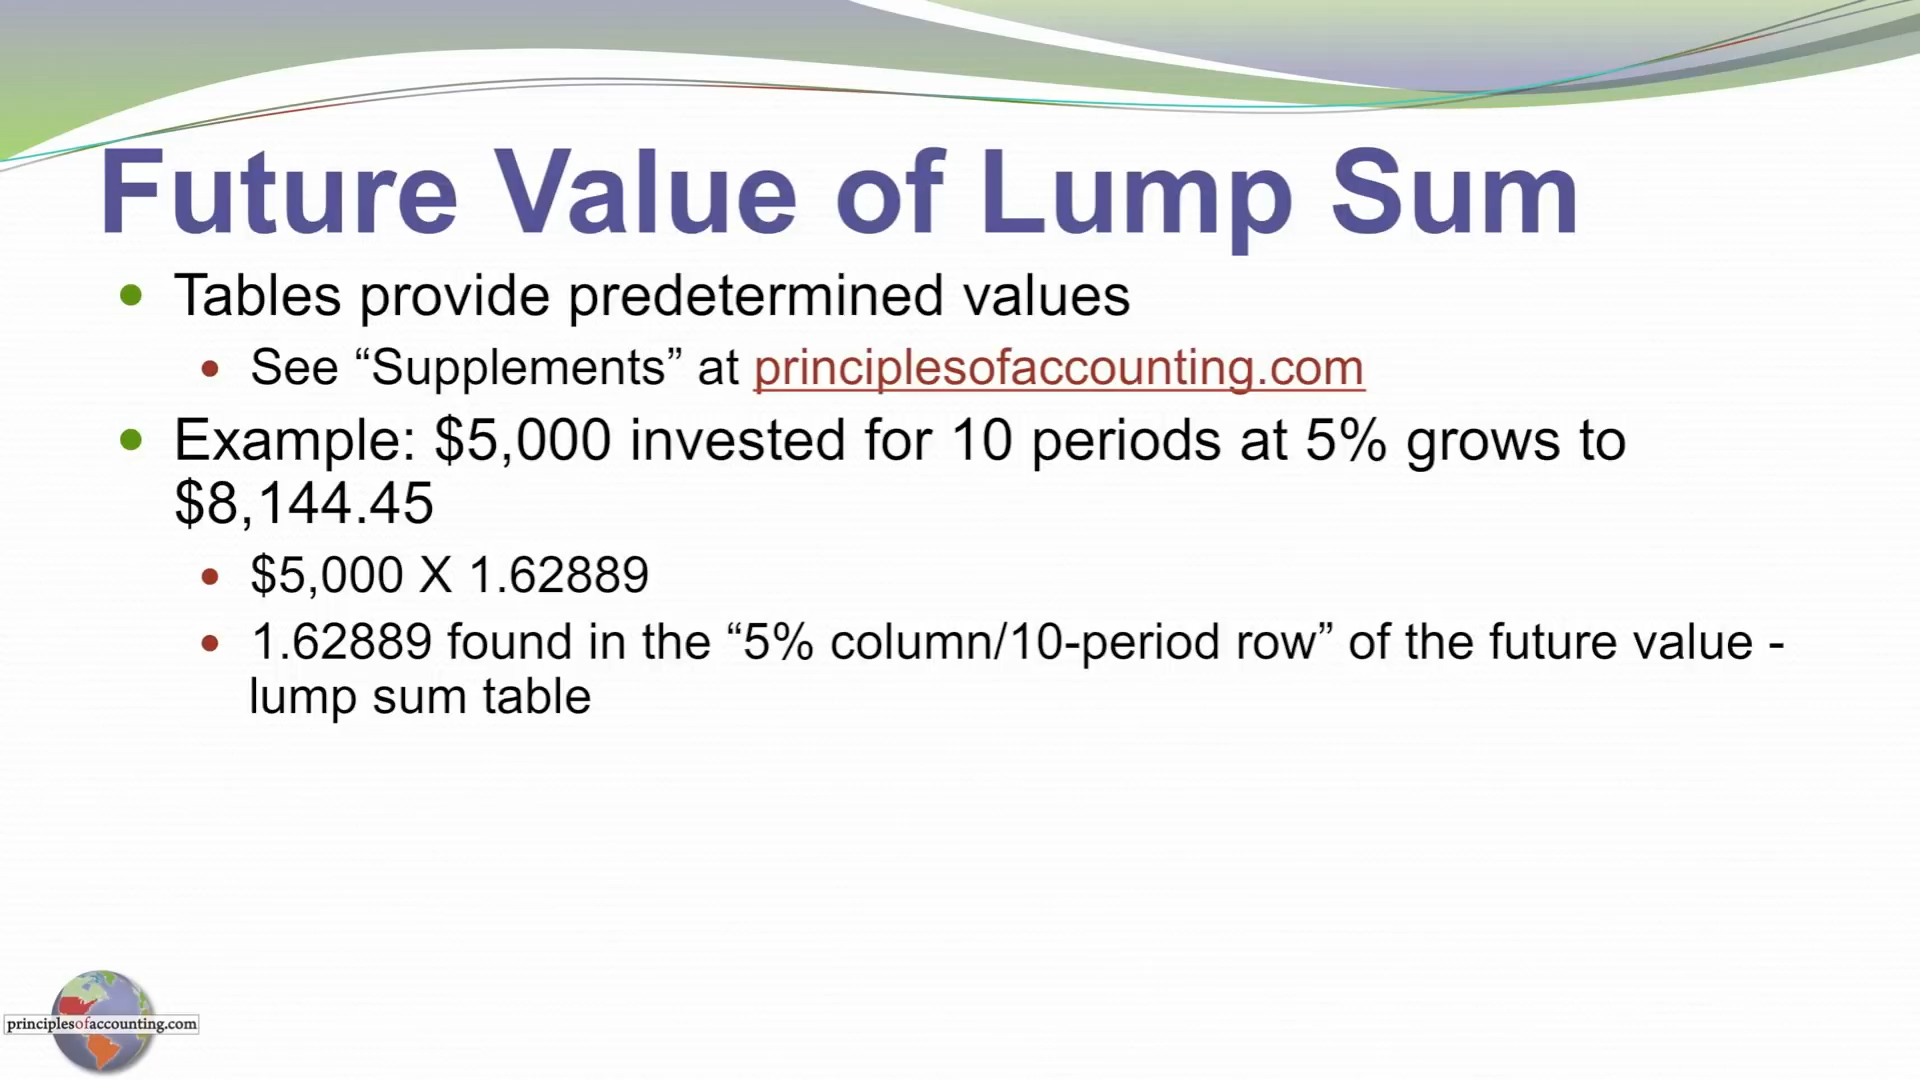 Future Value of Lump Sum
Tables provide predetermined values
See “Supplements” at principlesofaccounting.com
Example: $5,000 invested for 10 periods at 5% grows to
$8,144.45
$5,000 X 1.62889
1.62889 found in the “5% column/10-period row” of the future value -
lump sum table
principlesofaccounting.com